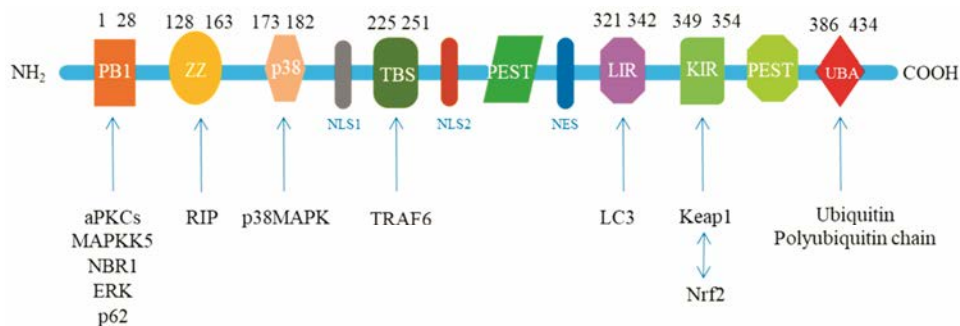 1 28 128 163 173 182 225 251 321 342 349 354 386 434
NH₂ PB1 ZZ p38 TBS PEST LIR KIR PEST UBA COOH
NLS1 NLS2 NES
aPKCs RIP p38MAPK TRAF6 LC3 Keap1 Ubiquitin
MAPKK5 Polyubiquitin chain
NBR1
ERK Nrf2
p62